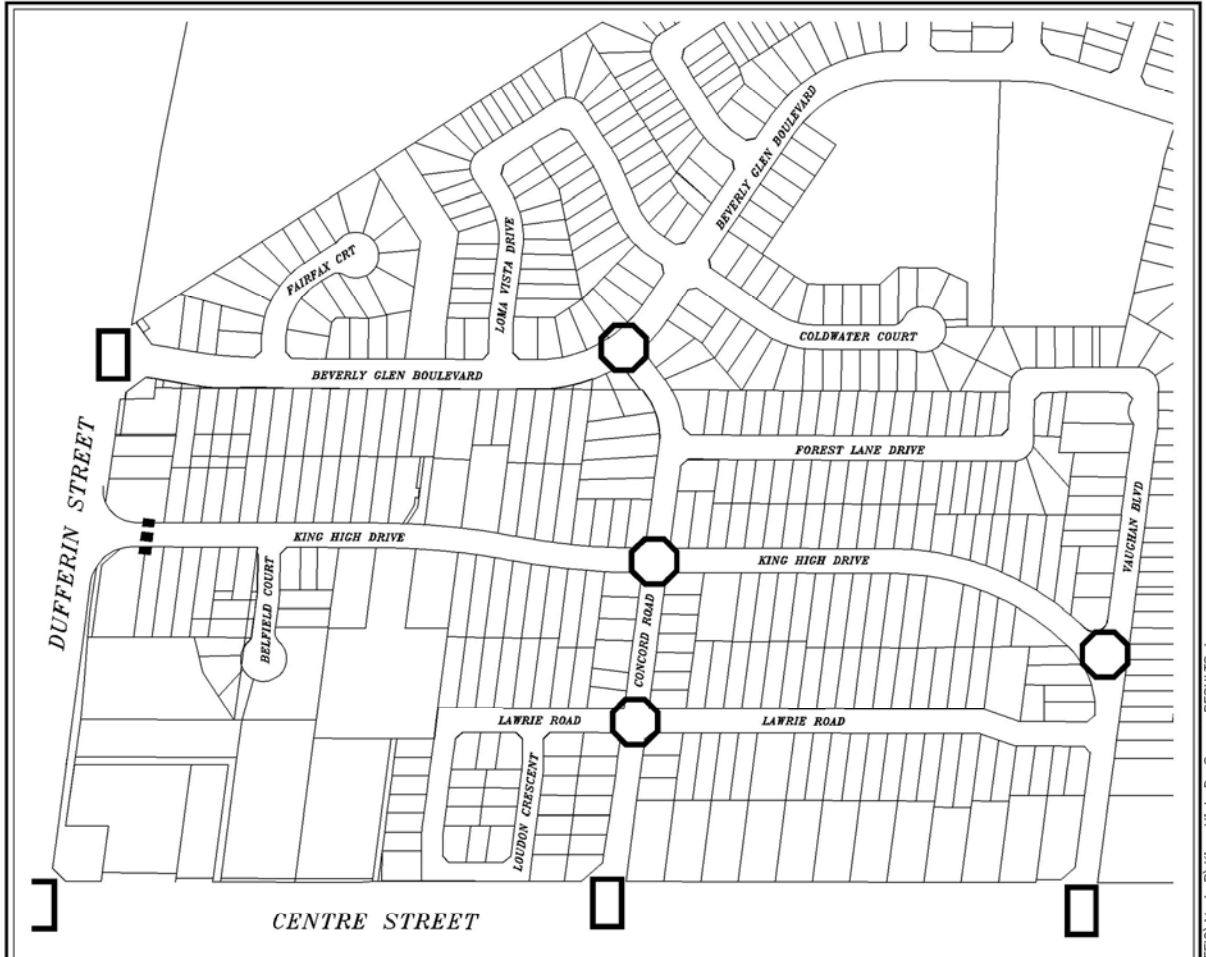 BEVERLY GLEN BOULEVARD
FAIRFAX CRT
LOMA VISTA DRIVE
COLDWATER COURT
BEVERLY GLEN BOULEVARD
FOREST LANE DRIVE
DUFFERIN STREET
VAUGHAN BLVD
KING HIGH DRIVE
KING HIGH DRIVE
BELFIELD COURT
CONCORD ROAD
LAWRIE ROAD
LAWRIE ROAD
LOUDON CRESCENT
CENTRE STREET